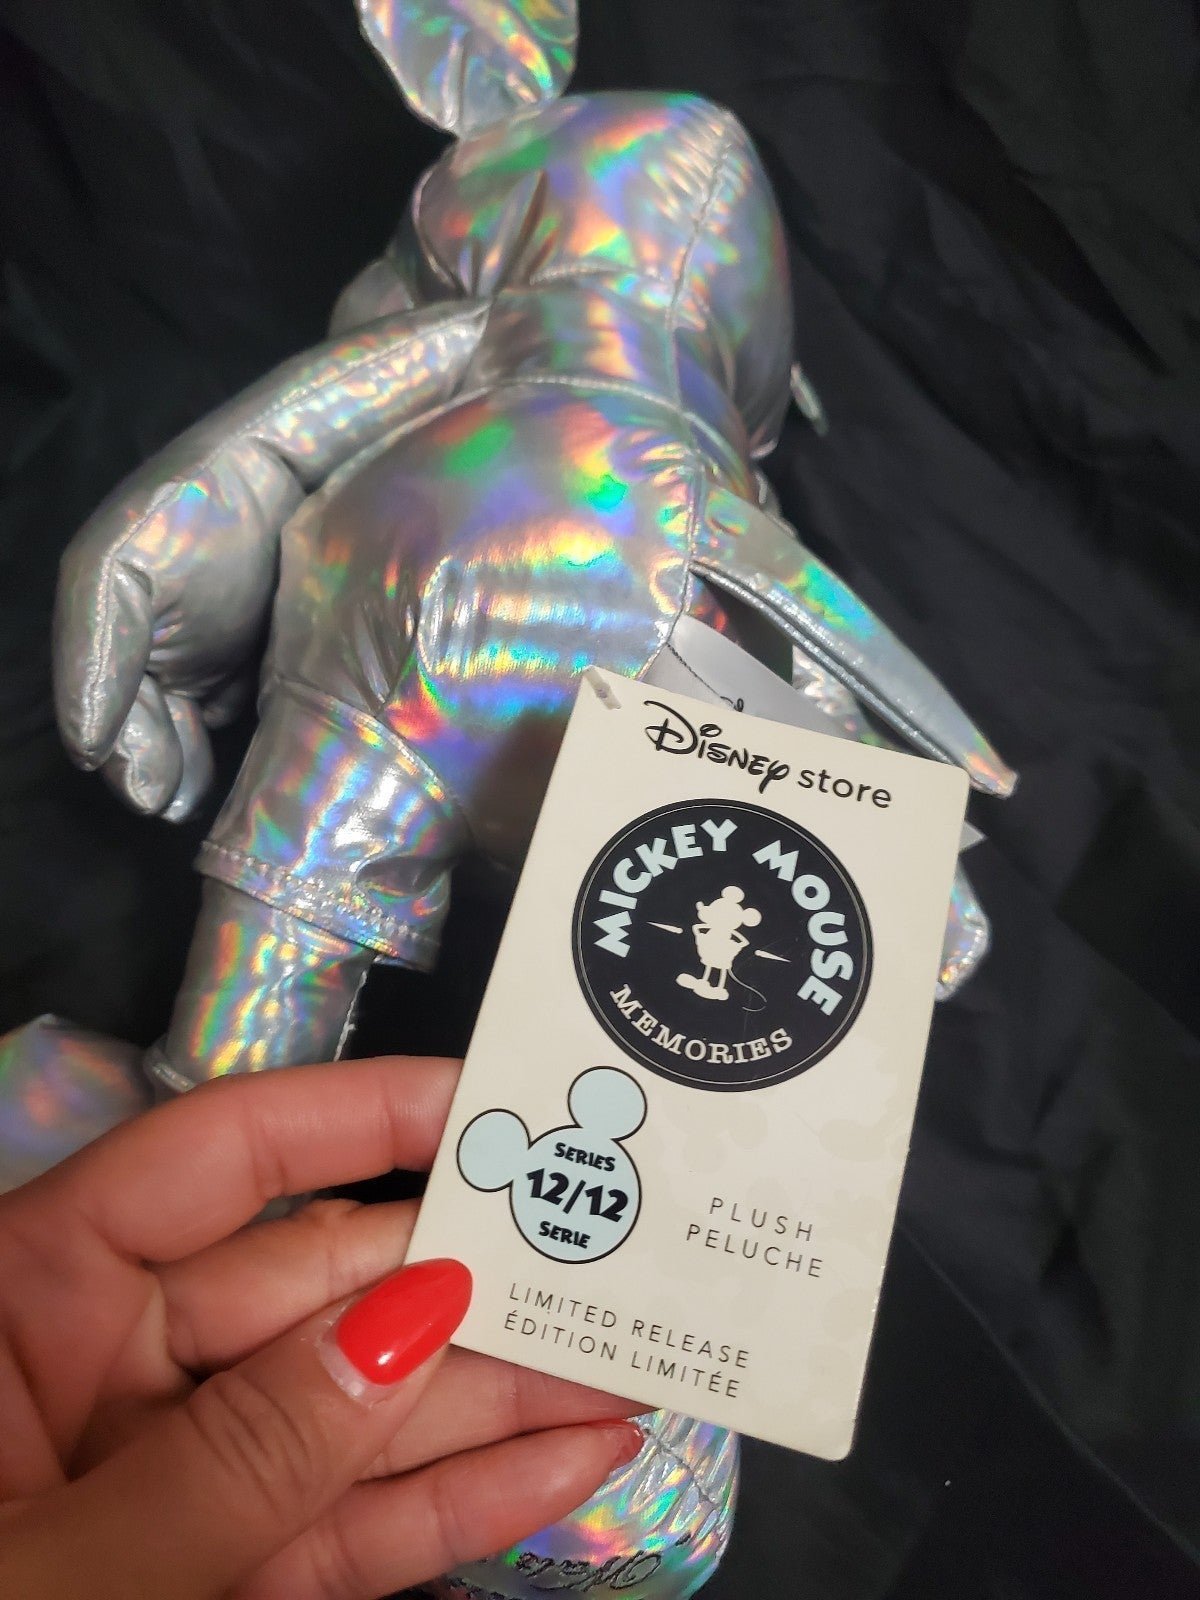 Disney store
MICKEY MOUSE
MEMORIES
SERIES
12/12
SERIE
PLUSH
PELUCHE
LIMITED RELEASE
ÉDITION LIMITÉE